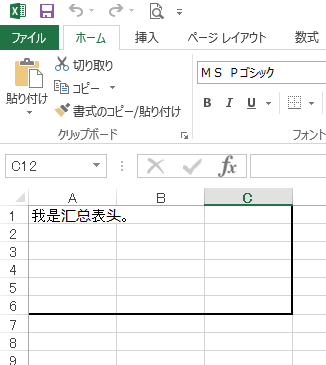 ファイル ホーム 挿入 ページ レイアウト 数式
切り取り
コピー
貼り付け
書式のコピー/貼り付け
クリップボード
ＭＳ Ｐゴシック
B I U
フォント
C12
fx
A B C
1 我是汇总表头。
2
3
4
5
6
7
8
9